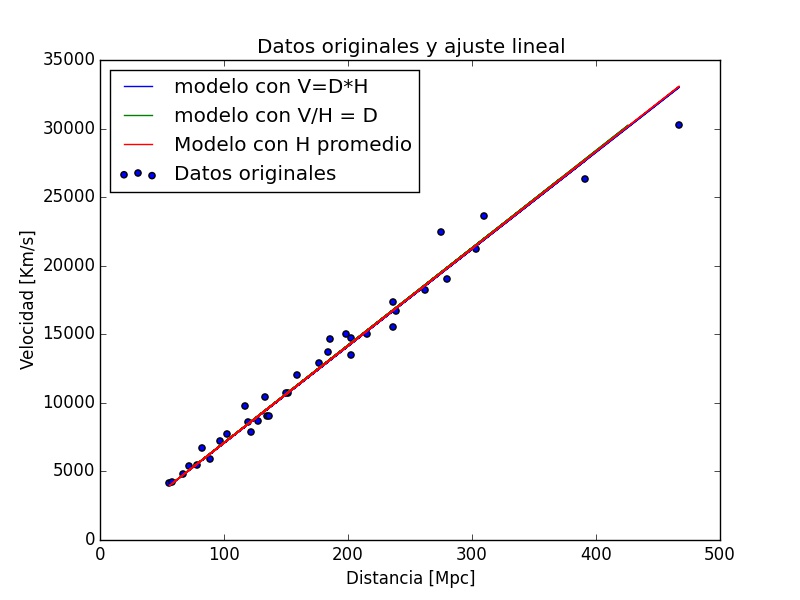 Datos originales y ajuste lineal
35000
30000
25000
20000
15000
10000
5000
0
modelo con V=D*H
modelo con V/H = D
Modelo con H promedio
Datos originales
Velocidad [Km/s]
0 100 200 300 400 500
Distancia [Mpc]